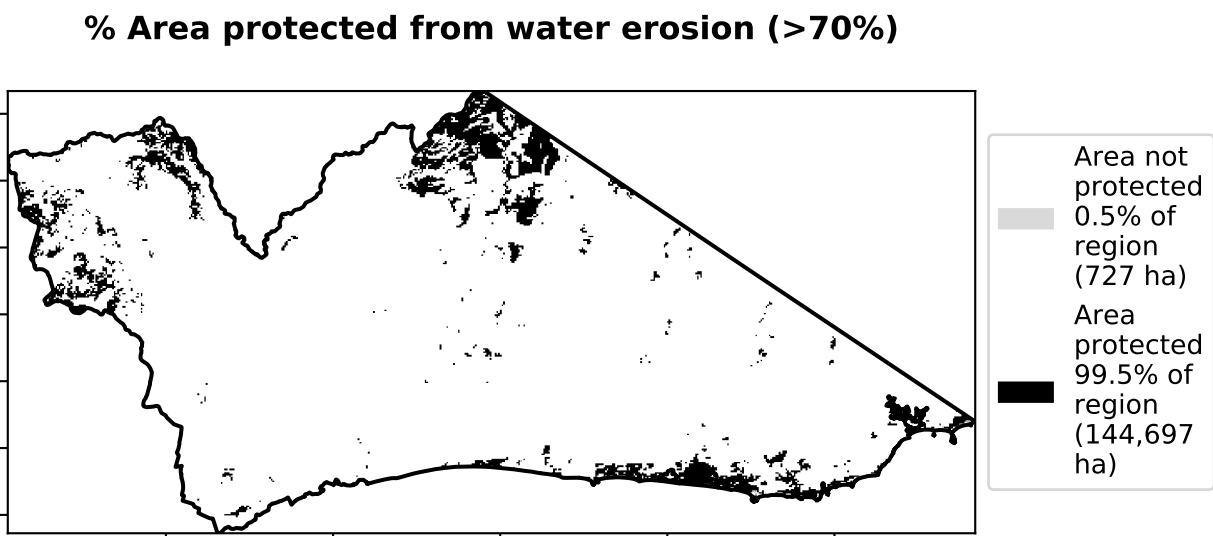 % Area protected from water erosion (>70%)
Area not
protected
0.5% of
region
(727 ha)
Area
protected
99.5% of
region
(144,697
ha)